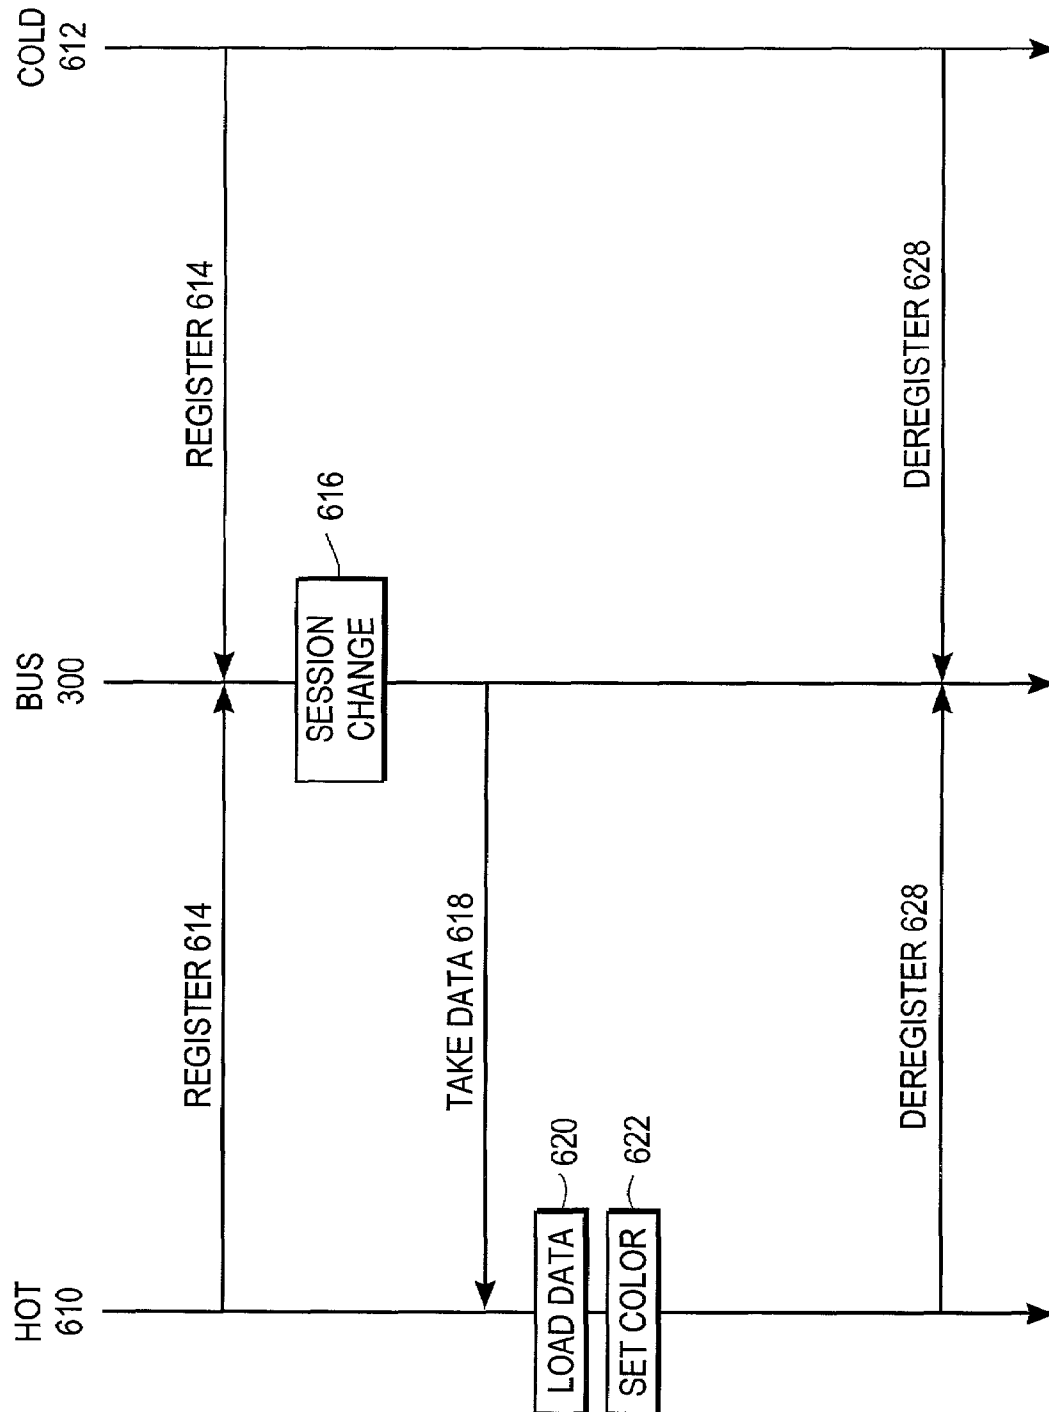 HOT
610
BUS
300
COLD
612
REGISTER 614
REGISTER 614
SESSION
CHANGE
616
TAKE DATA 618
LOAD DATA
620
SET COLOR
622
DEREGISTER 628
DEREGISTER 628